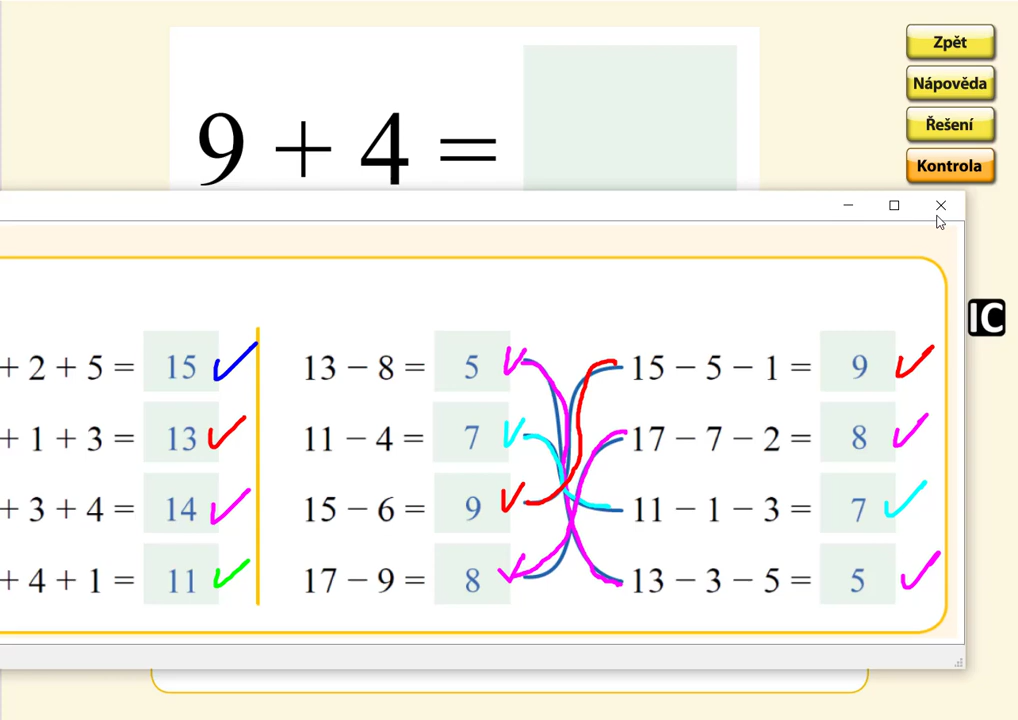 9 + 4 =
Zpět
Nápověda
Řešení
Kontrola
IC
+ 2 + 5 = 15
13 − 8 = 5
15 − 5 − 1 = 9
+ 1 + 3 = 13
11 − 4 = 7
17 − 7 − 2 = 8
+ 3 + 4 = 14
15 − 6 = 9
11 − 1 − 3 = 7
+ 4 + 1 = 11
17 − 9 = 8
13 − 3 − 5 = 5